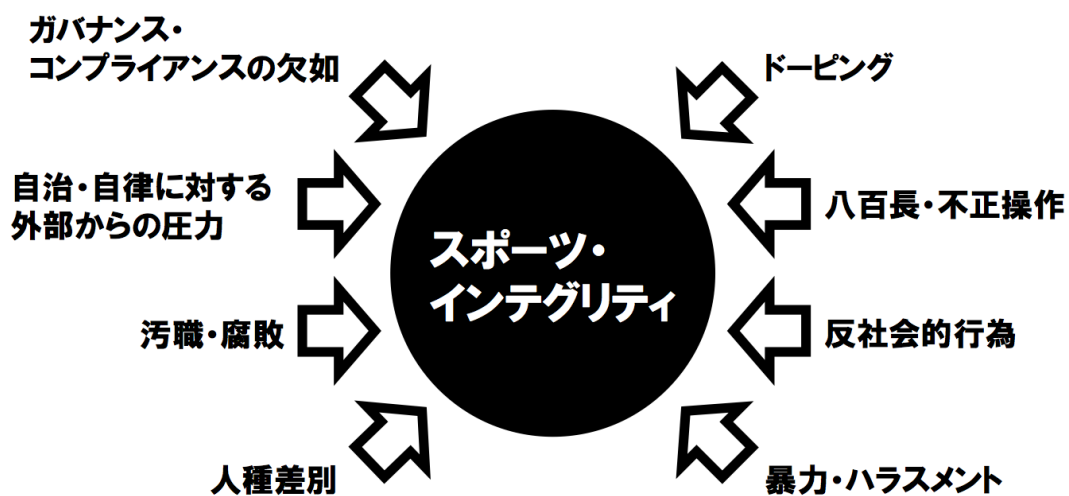 ガバナンス・
コンプライアンスの欠如
ドーピング
自治・自律に対する
外部からの圧力
八百長・不正操作
スポーツ・
インテグリティ
汚職・腐敗
反社会的行為
人種差別
暴力・ハラスメント